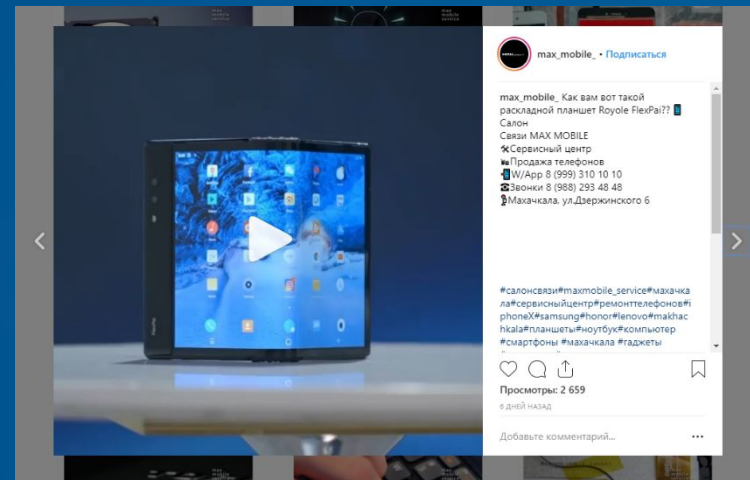 max_mobile_ • Подписаться
max_mobile_ Как вам вот такой
раскладной планшет Royole FlexPai??
Салон
Связи MAX MOBILE
Сервисный центр
Продажа телефонов
W/App 8 (999) 310 10 10
Звонки 8 (988) 293 48 48
Махачкала, ул.Дзержинского 6
#салонсвязи#maxmobile_service#махачка
ла#сервисныйцентр#ремонттелефонов#i
phoneX#samsung#honor#lenovo#makhac
hkala#планшеты#ноутбук#компьютер
#смартфоны #махачкала #гаджеты
Просмотры: 2 659
6 ДНЕЙ НАЗАД
Добавьте комментарий...